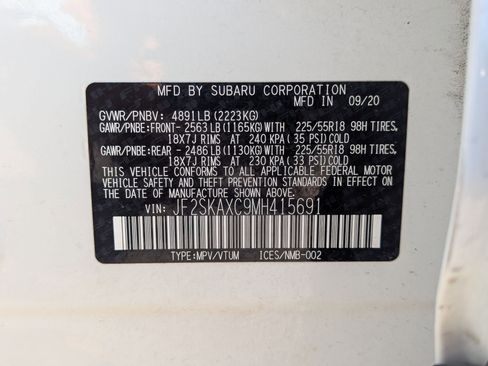 MFD BY SUBARU CORPORATION
IN JAPAN 09/20
GVWR/PNBV: 4891LB(2223KG)
GAWR/PNBE:FRONT- 2563 LB(1165KG)WITH 225/55R18 98H TIRES,
18X7J RIMS AT 240 KPA(35 PSI)COLD
GAWR/PNBE:REAR - 2486 LB(1130KG)WITH 225/55R18 98H TIRES,
18X7J RIMS AT 230 KPA(33 PSI)COLD
THIS VEHICLE CONFORMS TO ALL APPLICABLE FEDERAL MOTOR
VEHICLE SAFETY AND THEFT PREVENTION STANDARDS IN EFFECT ON
THE DATE OF MANUFACTURE SHOWN ABOVE.
VIN: JF2SKAXC9MH415691
TYPE:MPV/VTUM ICES/NMB-002